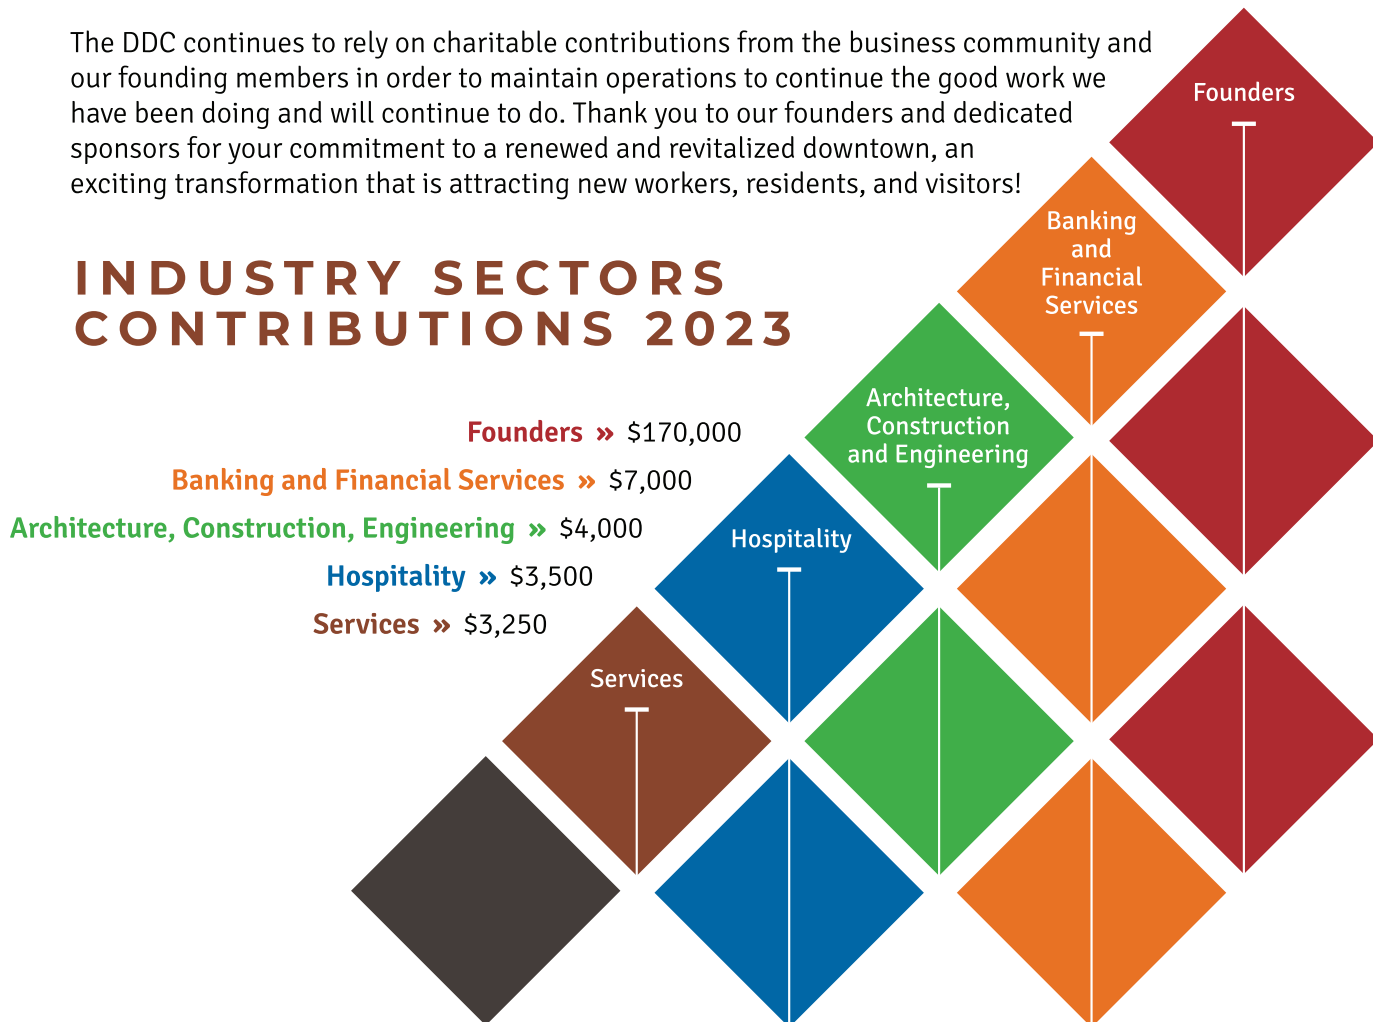 The DDC continues to rely on charitable contributions from the business community and
our founding members in order to maintain operations to continue the good work we
have been doing and will continue to do. Thank you to our founders and dedicated
sponsors for your commitment to a renewed and revitalized downtown, an
exciting transformation that is attracting new workers, residents, and visitors!
INDUSTRY SECTORS
CONTRIBUTIONS 2023
Founders » $170,000
Banking and Financial Services » $7,000
Architecture, Construction, Engineering » $4,000
Hospitality » $3,500
Services » $3,250
Founders
Banking
and
Financial
Services
Architecture,
Construction
and Engineering
Hospitality
Services